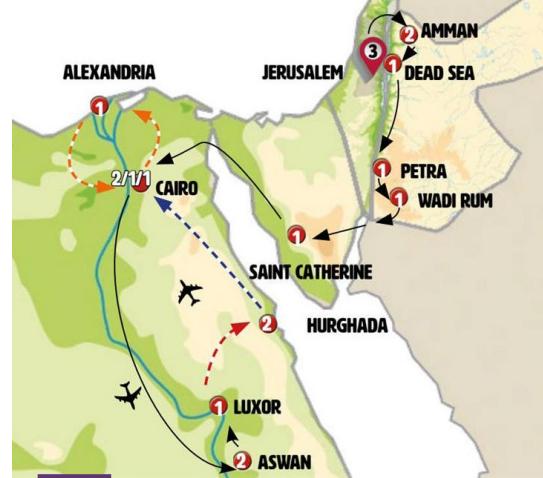 AMMAN
2
3
ALEXANDRIA
JERUSALEM
1
DEAD SEA
1
2/1/1
CAIRO
1
PETRA
1
WADI RUM
1
SAINT CATHERINE
2
HURGHADA
1
LUXOR
2
ASWAN